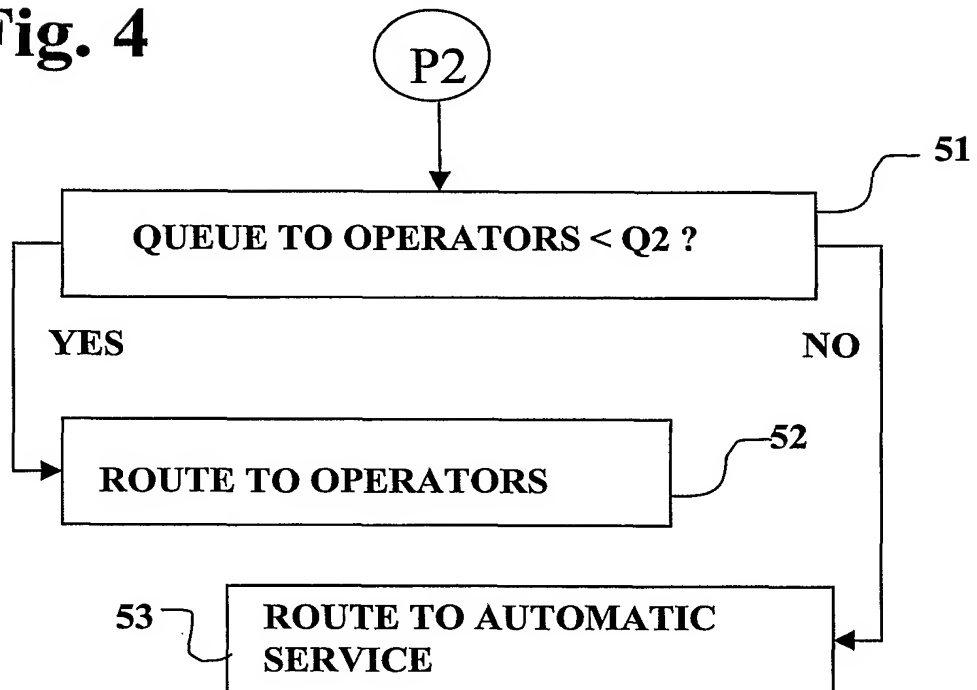 Fig. 4
P2
51
QUEUE TO OPERATORS < Q2 ?
YES
NO
52
ROUTE TO OPERATORS
53
ROUTE TO AUTOMATIC
SERVICE